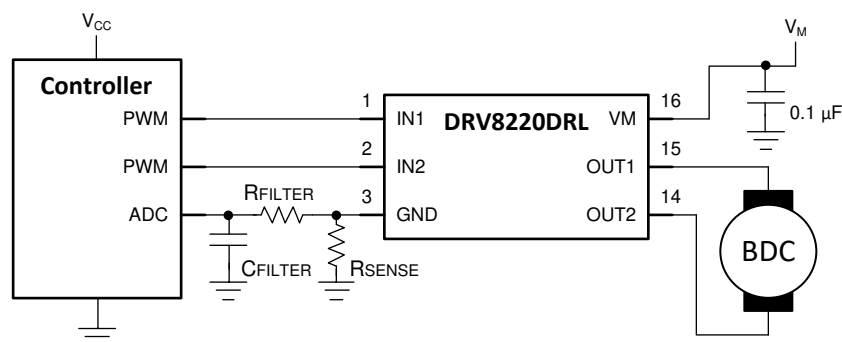 VCC
Controller
PWM
PWM
ADC
RFILTER
CFILTER
RSENSE
1
2
3
IN1
IN2
GND
DRV8220DRL
VM
OUT1
OUT2
16
15
14
VM
0.1 µF
BDC